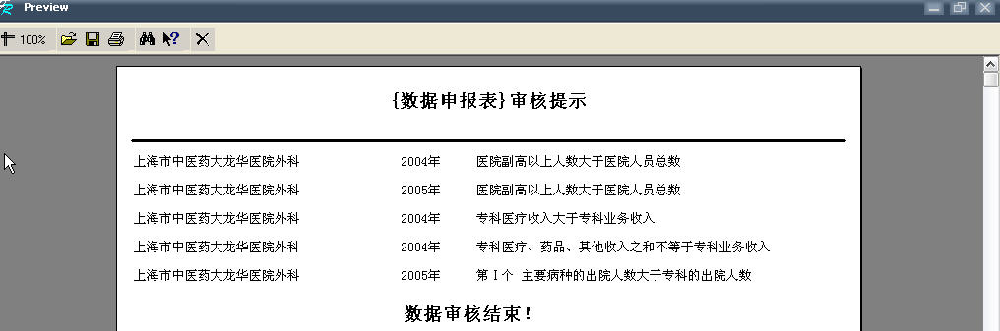 Preview
100%
{数据申报表}审核提示
上海市中医药大龙华医院外科 2004年 医院副高以上人数大于医院人员总数
上海市中医药大龙华医院外科 2005年 医院副高以上人数大于医院人员总数
上海市中医药大龙华医院外科 2004年 专科医疗收入大于专科业务收入
上海市中医药大龙华医院外科 2004年 专科医疗、药品、其他收入之和不等于专科业务收入
上海市中医药大龙华医院外科 2005年 第Ⅰ个 主要病种的出院人数大于专科的出院人数
数据审核结束！